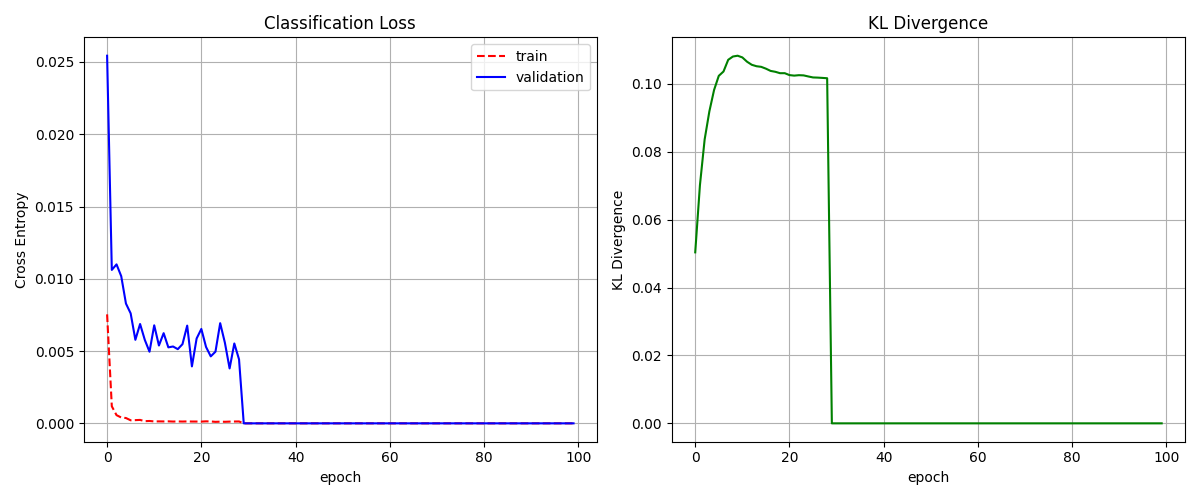 Classification Loss
train
validation
0.025
0.020
0.015
0.010
0.005
0.000
Cross Entropy
0 20 40 60 80 100
epoch
KL Divergence
0.10
0.08
0.06
0.04
0.02
0.00
KL Divergence
0 20 40 60 80 100
epoch